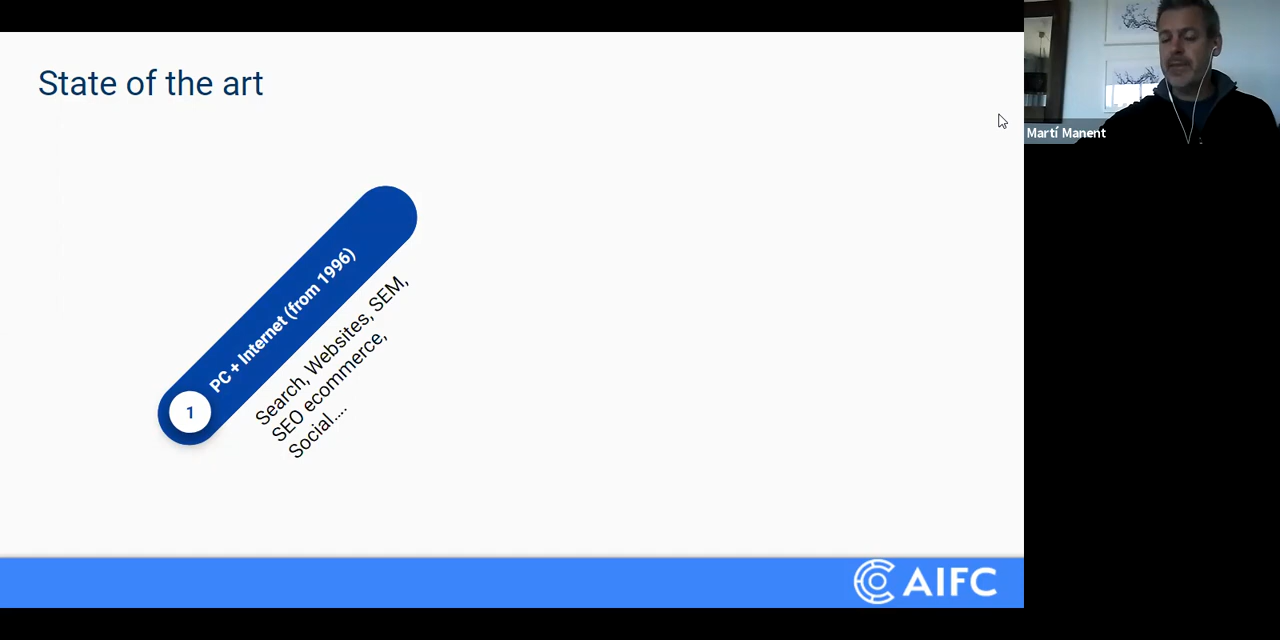 State of the art
Martí Manent
PC + Internet (from 1996)
1
Search, Websites, SEM,
SEO ecommerce,
Social....
AIFC